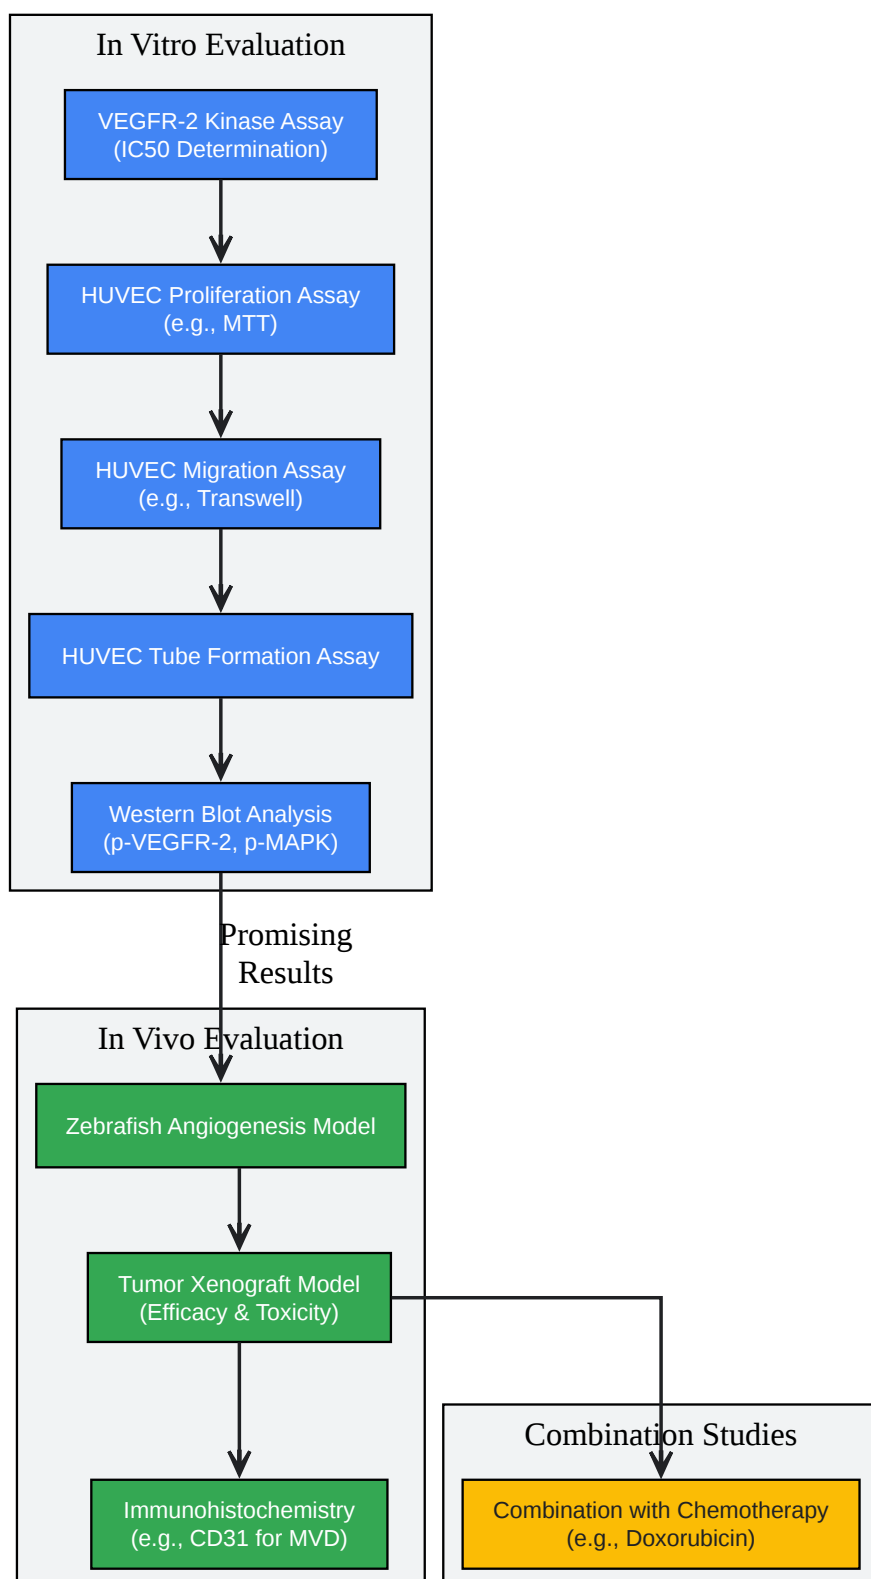 In Vitro Evaluation
VEGFR-2 Kinase Assay
(IC50 Determination)
HUVEC Proliferation Assay
(e.g., MTT)
HUVEC Migration Assay
(e.g., Transwell)
HUVEC Tube Formation Assay
Western Blot Analysis
(p-VEGFR-2, p-MAPK)
Promising
Results
In Vivo Evaluation
Zebrafish Angiogenesis Model
Tumor Xenograft Model
(Efficacy & Toxicity)
Immunohistochemistry
(e.g., CD31 for MVD)
Combination Studies
Combination with Chemotherapy
(e.g., Doxorubicin)